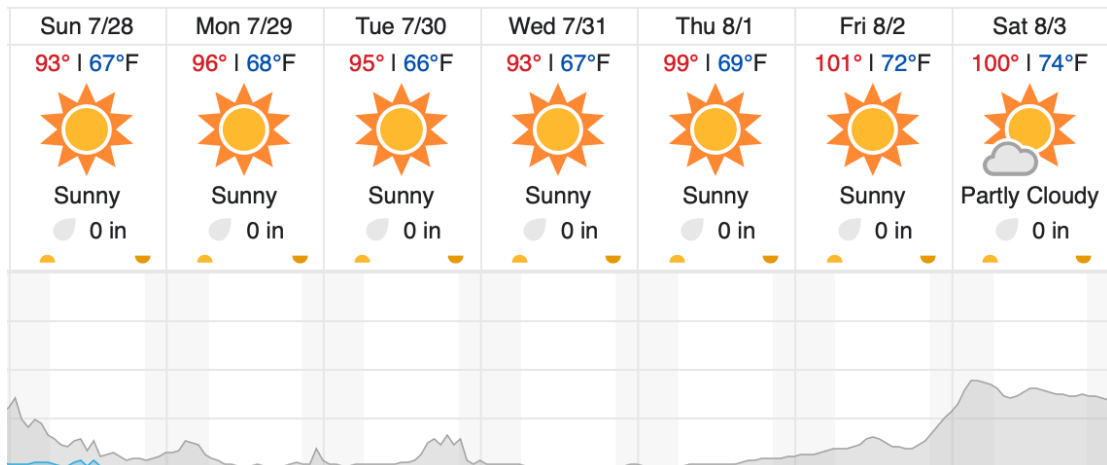 Sun 7/28 Mon 7/29 Tue 7/30 Wed 7/31 Thu 8/1 Fri 8/2 Sat 8/3
93° | 67°F 96° | 68°F 95° | 66°F 93° | 67°F 99° | 69°F 101° | 72°F 100° | 74°F
Sunny Sunny Sunny Sunny Sunny Sunny Partly Cloudy
0 in 0 in 0 in 0 in 0 in 0 in 0 in